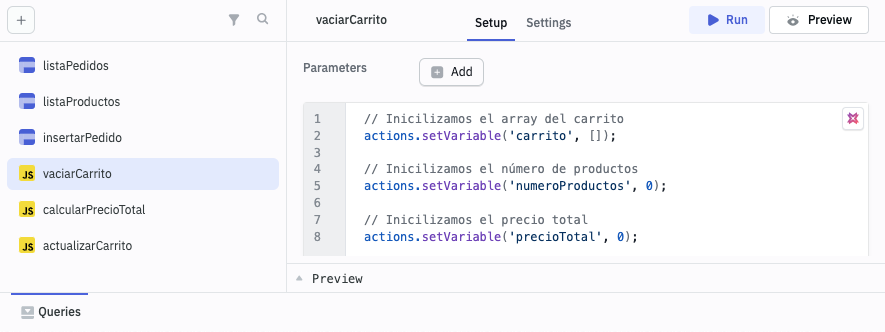 vaciarCarrito
Setup
Settings
Run
Preview
listaPedidos
listaProductos
insertarPedido
JS vaciarCarrito
JS calcularPrecioTotal
JS actualizarCarrito
Parameters
Add
1 // Inicilizamos el array del carrito
2 actions.setVariable('carrito', []);
3
4 // Inicilizamos el número de productos
5 actions.setVariable('numeroProductos', 0);
6
7 // Inicilizamos el precio total
8 actions.setVariable('precioTotal', 0);
Preview
Queries